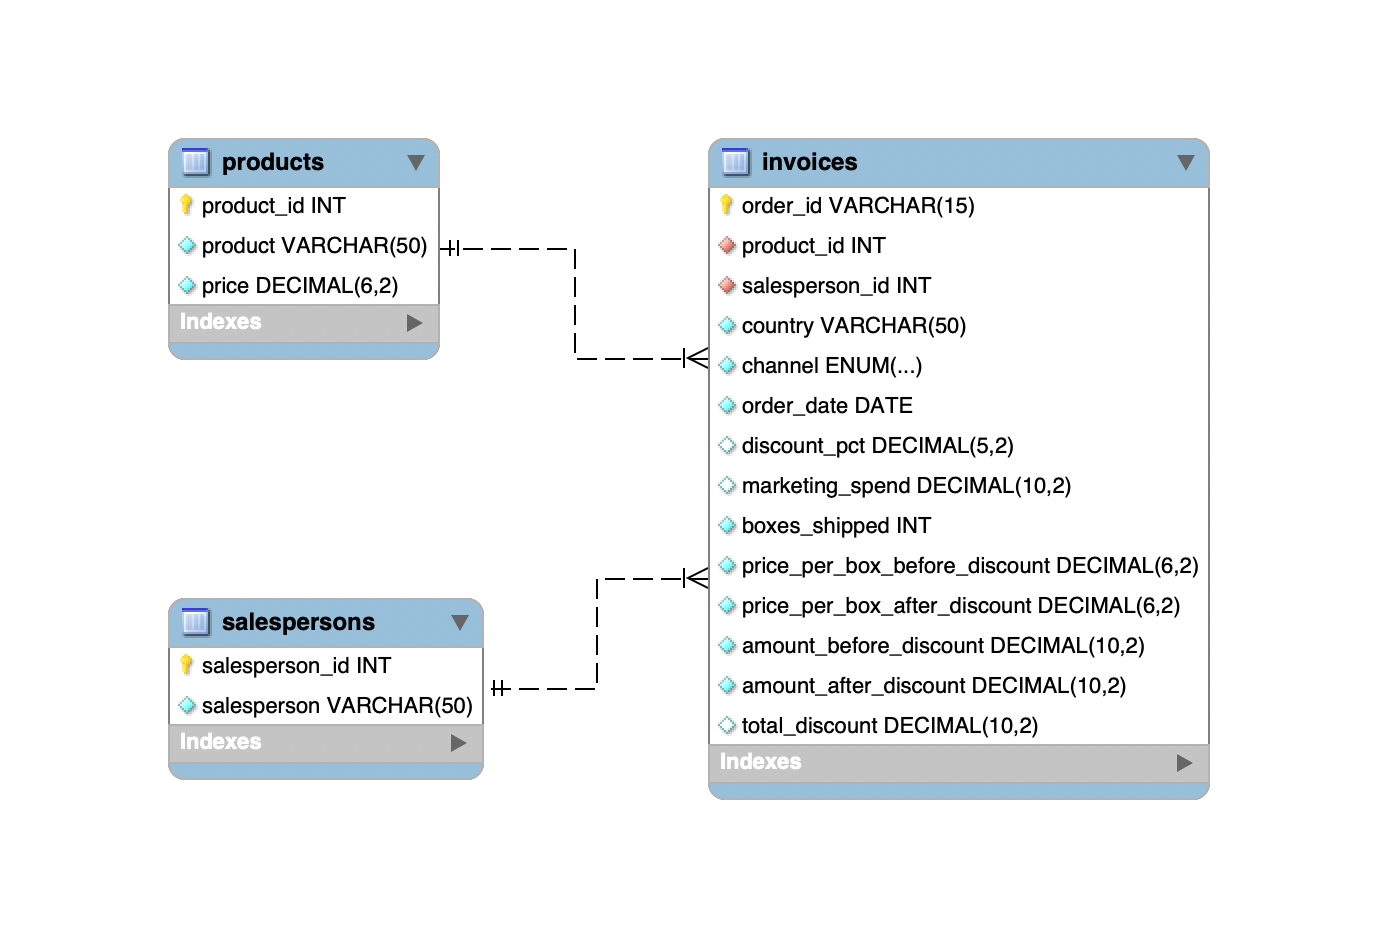 products
product_id INT
product VARCHAR(50)
price DECIMAL(6,2)
Indexes
salespersons
salesperson_id INT
salesperson VARCHAR(50)
Indexes
invoices
order_id VARCHAR(15)
product_id INT
salesperson_id INT
country VARCHAR(50)
channel ENUM(...)
order_date DATE
discount_pct DECIMAL(5,2)
marketing_spend DECIMAL(10,2)
boxes_shipped INT
price_per_box_before_discount DECIMAL(6,2)
price_per_box_after_discount DECIMAL(6,2)
amount_before_discount DECIMAL(10,2)
amount_after_discount DECIMAL(10,2)
total_discount DECIMAL(10,2)
Indexes